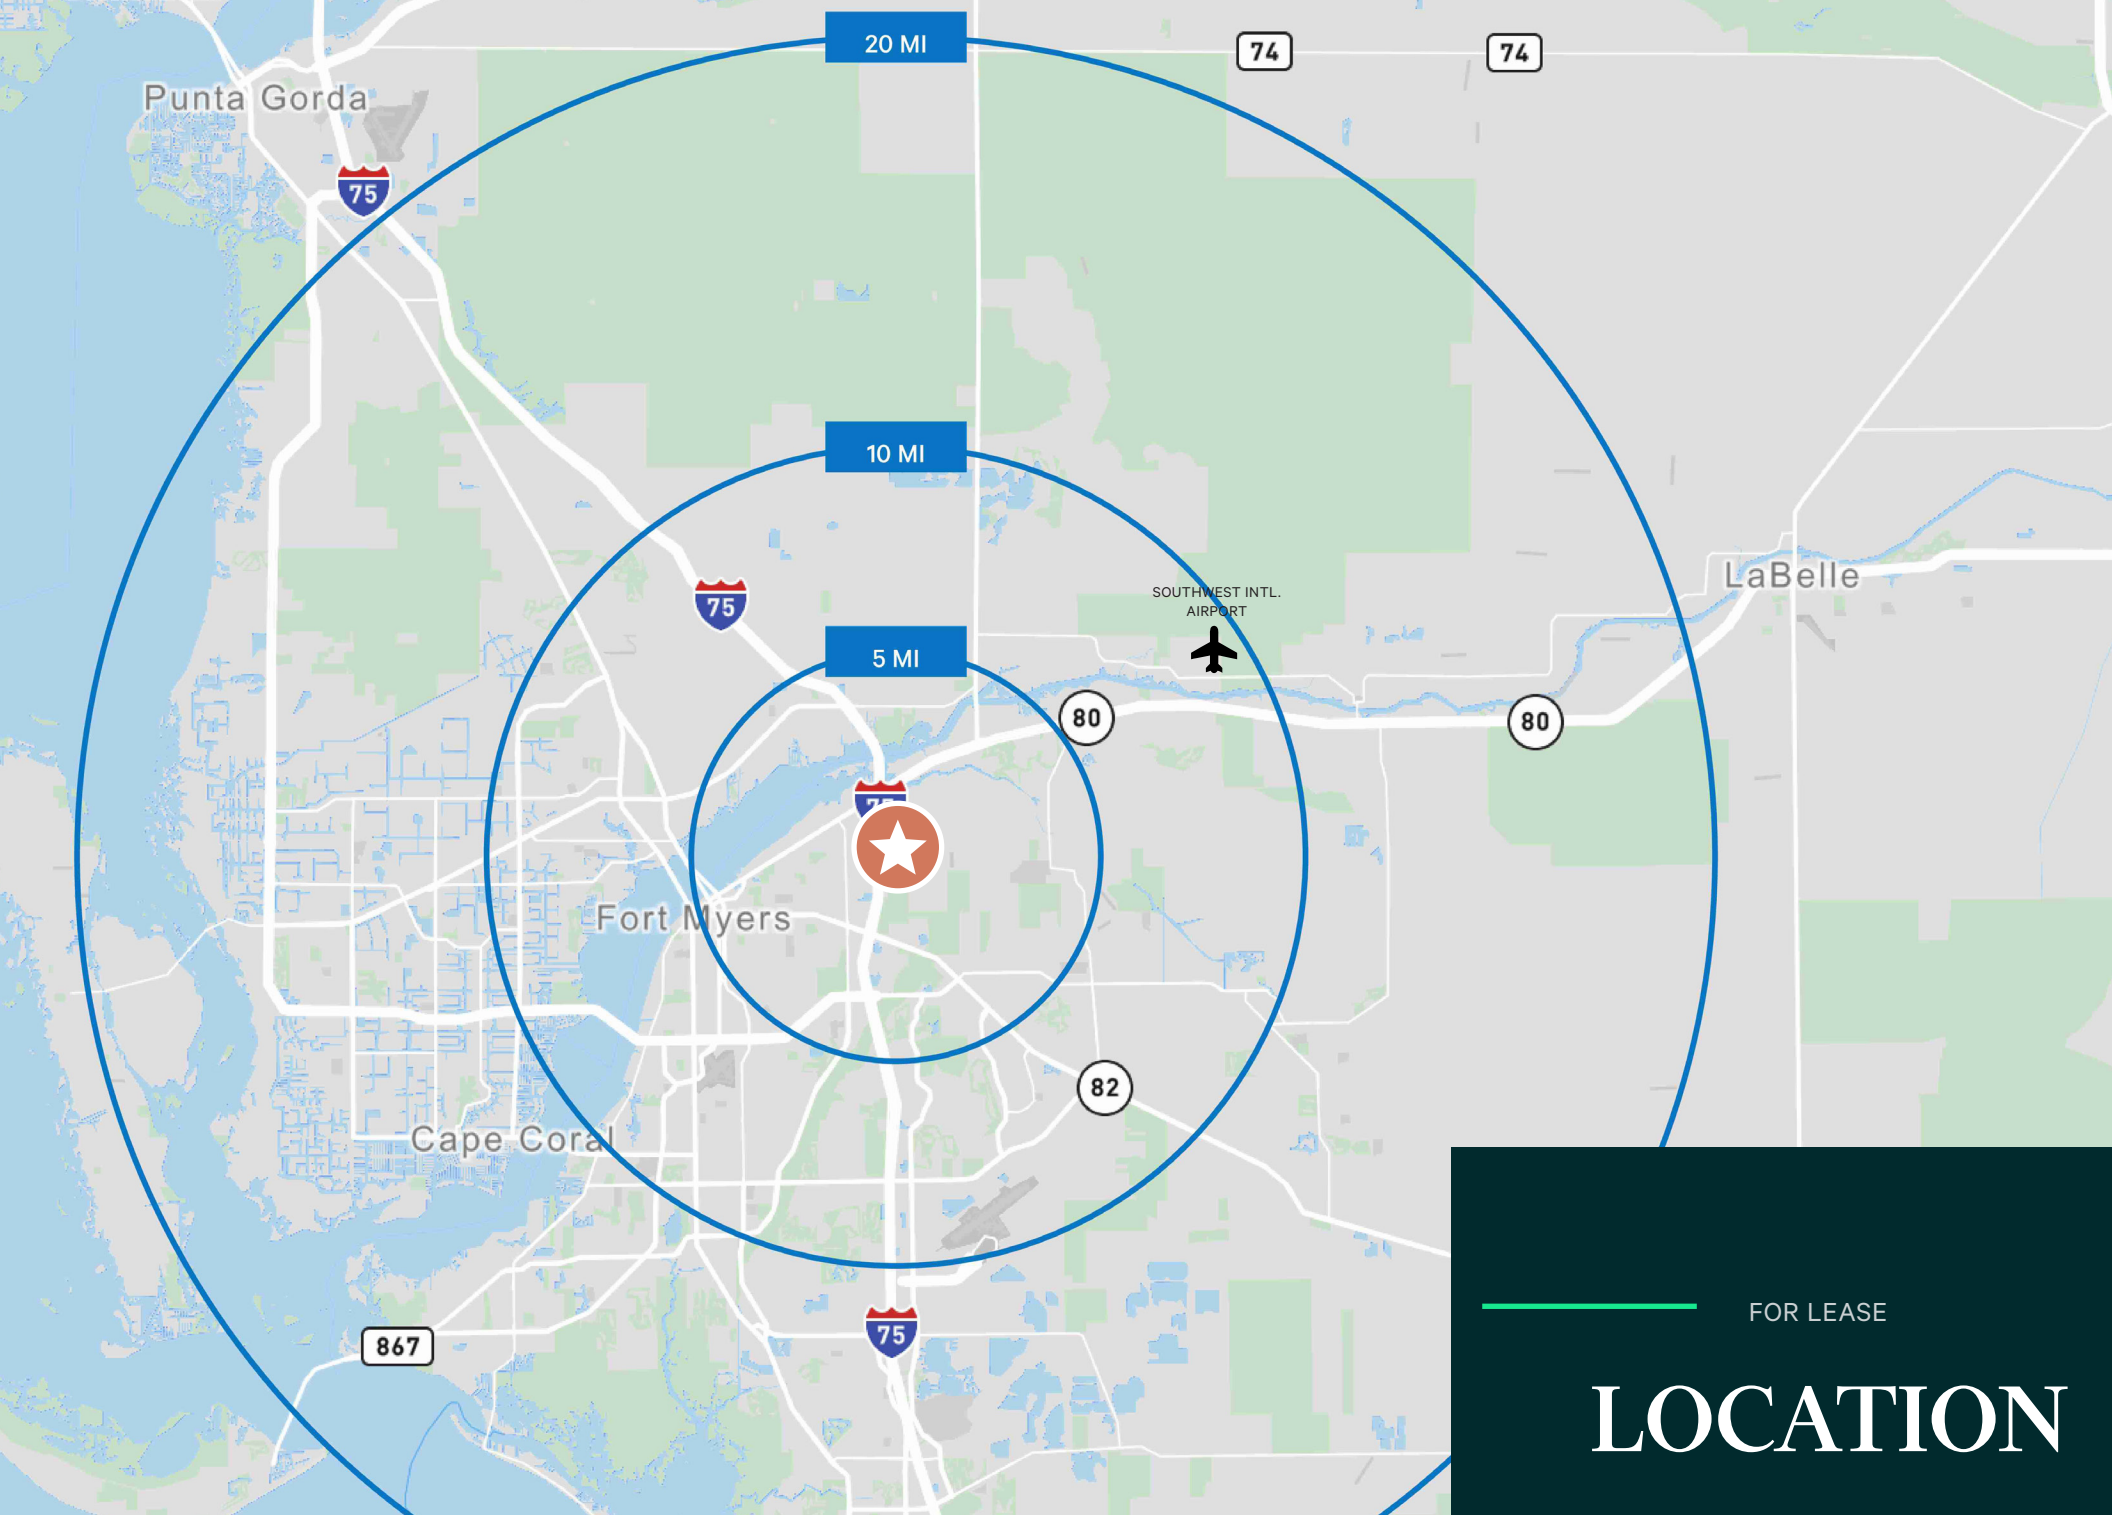 20 MI
74
74
Punta Gorda
75
10 MI
LaBelle
SOUTHWEST INTL.
AIRPORT
75
5 MI
80
80
Fort Myers
82
Cape Coral
75
867
FOR LEASE
LOCATION